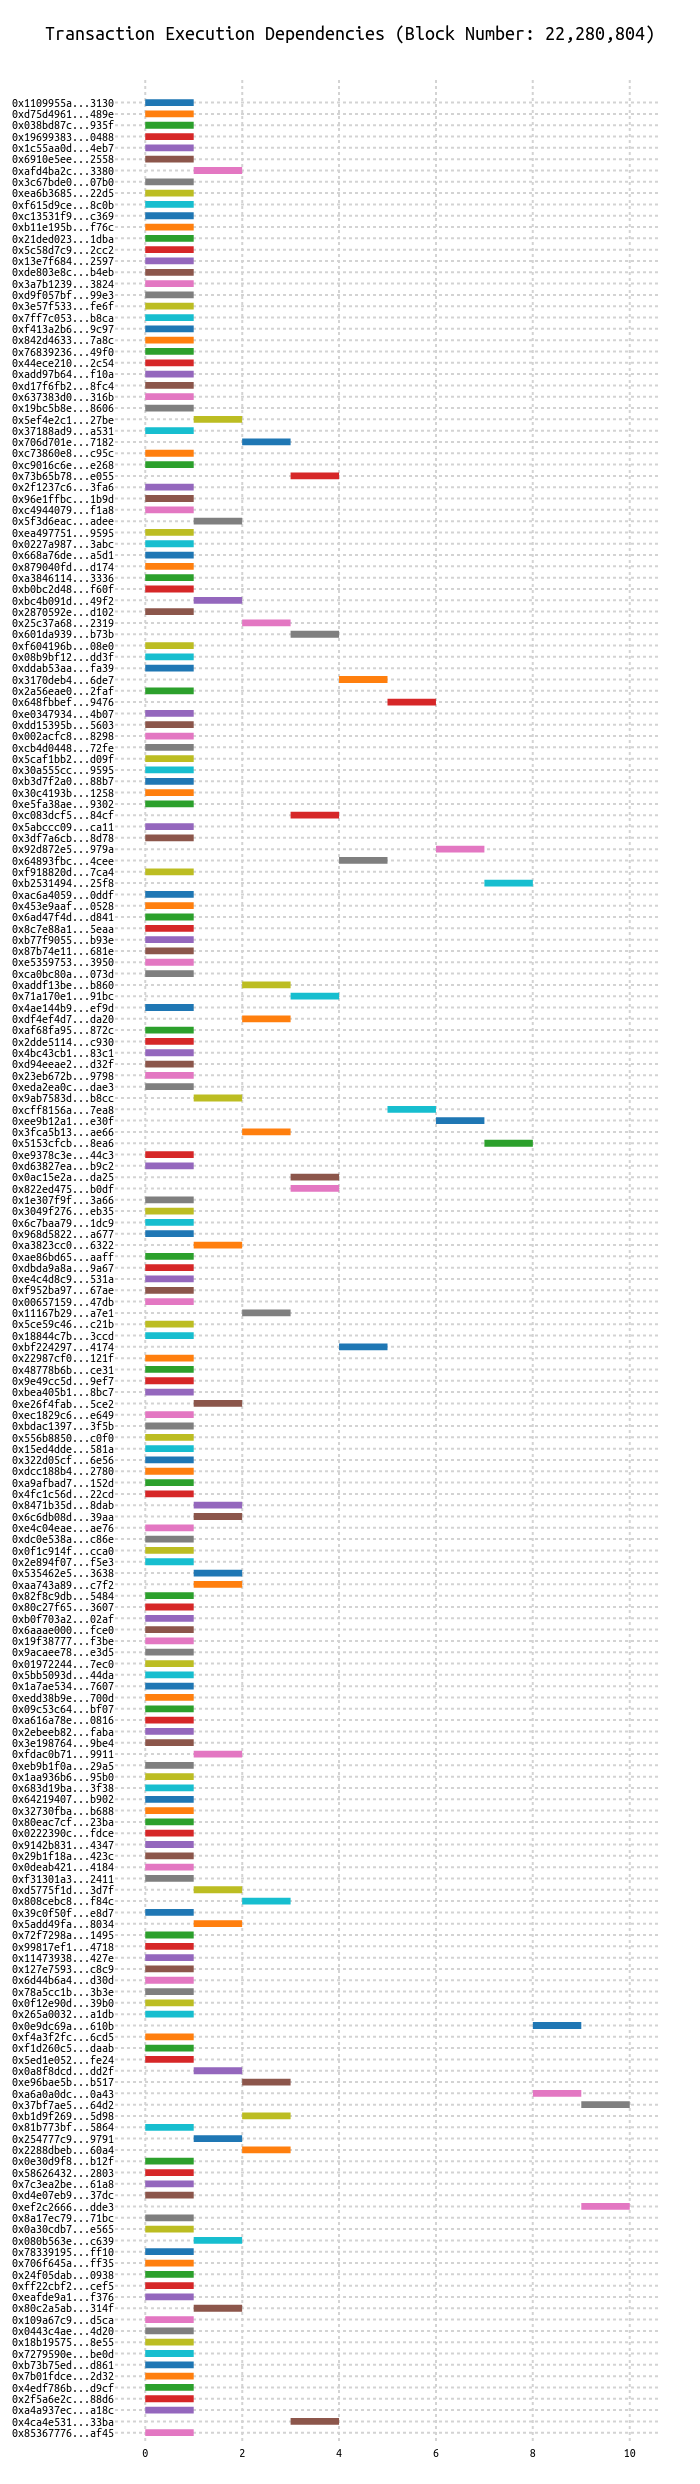 Transaction Execution Dependencies (Block Number: 22,280,804)
0x1109955a...3130
0xd75d4961...489e
0x038bd87c...935f
0x19699383...0488
0x1c55aa0d...4eb7
0x6910e5ee...2558
0xafd4ba2c...3380
0x3c67bde0...07b0
0xea6b3685...22d5
0xf615d9ce...8c0b
0xc13531f9...c369
0xb11e195b...f76c
0x21ded023...1dba
0x5c58d7c9...2cc2
0x13e7f684...2597
0xde803e8c...b4eb
0x3a7b1239...3824
0xd9f057bf...99e3
0x3e57f533...fe6f
0x7ff7c053...b8ca
0xf413a2b6...9c97
0x842d4633...7a8c
0x76839236...49f0
0x44ece210...2c54
0xadd97b64...f10a
0xd17f6fb2...8fc4
0x637383d0...316b
0x19bc5b8e...8606
0x5ef4e2c1...27be
0x37188ad9...a531
0x706d701e...7182
0xc73860e8...c95c
0xc9016c6e...e268
0x73b65b78...e055
0x2f1237c6...3fa6
0x96e1ffbc...1b9d
0xc4944079...f1a8
0x5f3d6eac...adee
0xea497751...9595
0x0227a987...3abc
0x668a76de...a5d1
0x879040fd...d174
0xa3846114...3336
0xb0bc2d48...f60f
0xbc4b091d...49f2
0x2870592e...d102
0x25c37a68...2319
0x601da939...b73b
0xf604196b...08e0
0x08b9bf12...dd3f
0xddab53aa...fa39
0x3170deb4...6de7
0x2a56eae0...2faf
0x648fbbef...9476
0xe0347934...4b07
0xdd15395b...5603
0x002acfc8...8298
0xcb4d0448...72fe
0x5caf1bb2...d09f
0x30a555cc...9595
0xb3d7f2a0...88b7
0x30c4193b...1258
0xe5fa38ae...9302
0xc083dcf5...84cf
0x5abccc09...ca11
0x3df7a6cb...8d78
0x92d872e5...979a
0x64893fbc...4cee
0xf918820d...7ca4
0xb2531494...25f8
0xac6a4059...0ddf
0x453e9aaf...0528
0x6ad47f4d...d841
0x8c7e88a1...5eaa
0xb77f9055...b93e
0x87b74e11...681e
0xe5359753...3950
0xca0bc80a...073d
0xaddf13be...b860
0x71a170e1...91bc
0x4ae144b9...ef9d
0xdf4ef4d7...da20
0xaf68fa95...872c
0x2dde5114...c930
0x4bc43cb1...83c1
0xd94eeae2...d32f
0x23eb672b...9798
0xeda2ea0c...dae3
0x9ab7583d...b8cc
0xcff8156a...7ea8
0xee9b12a1...e30f
0x3fca5b13...ae66
0x5153cfcb...8ea6
0xe9378c3e...44c3
0xd63827ea...b9c2
0x0ac15e2a...da25
0x822ed475...b0df
0x1e307f9f...3a66
0x3049f276...eb35
0x6c7baa79...1dc9
0x968d5822...a677
0xa3823cc0...6322
0xae86bd65...aaff
0xdbda9a8a...9a67
0xe4c4d8c9...531a
0xf952ba97...67ae
0x00657159...47db
0x11167b29...a7e1
0x5ce59c46...c21b
0x18844c7b...3ccd
0xbf224297...4174
0x22987cf0...121f
0x48778b6b...ce31
0x9e49cc5d...9ef7
0xbea405b1...8bc7
0xe26f4fab...5ce2
0xec1829c6...e649
0xbdac1397...3f5b
0x556b8850...c0f0
0x15ed4dde...581a
0x322d05cf...6e56
0xdcc188b4...2780
0xa9afbad7...152d
0x4fc1c56d...22cd
0x8471b35d...8dab
0x6c6db08d...39aa
0xe4c04eae...ae76
0xdc0e538a...c86e
0x0f1c914f...cca0
0x2e894f07...f5e3
0x535462e5...3638
0xaa743a89...c7f2
0x82f8c9db...5484
0x80c27f65...3607
0xb0f703a2...02af
0x6aaae000...fce0
0x19f38777...f3be
0x9acaee78...e3d5
0x01972244...7ec0
0x5bb5093d...44da
0x1a7ae534...7607
0xedd38b9e...700d
0x09c53c64...bf07
0xa616a78e...0816
0x2ebeeb82...faba
0x3e198764...9be4
0xfdac0b71...9911
0xeb9b1f0a...29a5
0x1aa936b6...95b0
0x683d19ba...3f38
0x64219407...b902
0x32730fba...b688
0x80eac7cf...23ba
0x0222390c...fdce
0x9142b831...4347
0x29b1f18a...423c
0x0deab421...4184
0xf31301a3...2411
0xd5775f1d...3d7f
0x808cebc8...f84c
0x39c0f50f...e8d7
0x5add49fa...8034
0x72f7298a...1495
0x99817ef1...4718
0x11473938...427e
0x127e7593...c8c9
0x6d44b6a4...d30d
0x78a5cc1b...3b3e
0x0f12e90d...39b0
0x265a0032...a1db
0x0e9dc69a...610b
0xf4a3f2fc...6cd5
0xf1d260c5...daab
0x5ed1e052...fe24
0x0a8f8dcd...dd2f
0xe96bae5b...b517
0xa6a0a0dc...0a43
0x37bf7ae5...64d2
0xb1d9f269...5d98
0x81b773bf...5864
0x254777c9...9791
0x2288dbeb...60a4
0x0e30d9f8...b12f
0x58626432...2803
0x7c3ea2be...61a8
0xd4e07eb9...37dc
0xef2c2666...dde3
0x8a17ec79...71bc
0x0a30cdb7...e565
0x080b563e...c639
0x78339195...ff10
0x706f645a...ff35
0x24f05dab...0938
0xff22cbf2...cef5
0xeafde9a1...f376
0x80c2a5ab...314f
0x109a67c9...d5ca
0x0443c4ae...4d20
0x18b19575...8e55
0x7279590e...be0d
0xb73b75ed...d861
0x7b01fdce...2d32
0x4edf786b...d9cf
0x2f5a6e2c...88d6
0xa4a937ec...a18c
0x4ca4e531...33ba
0x85367776...af45
0 2 4 6 8 10